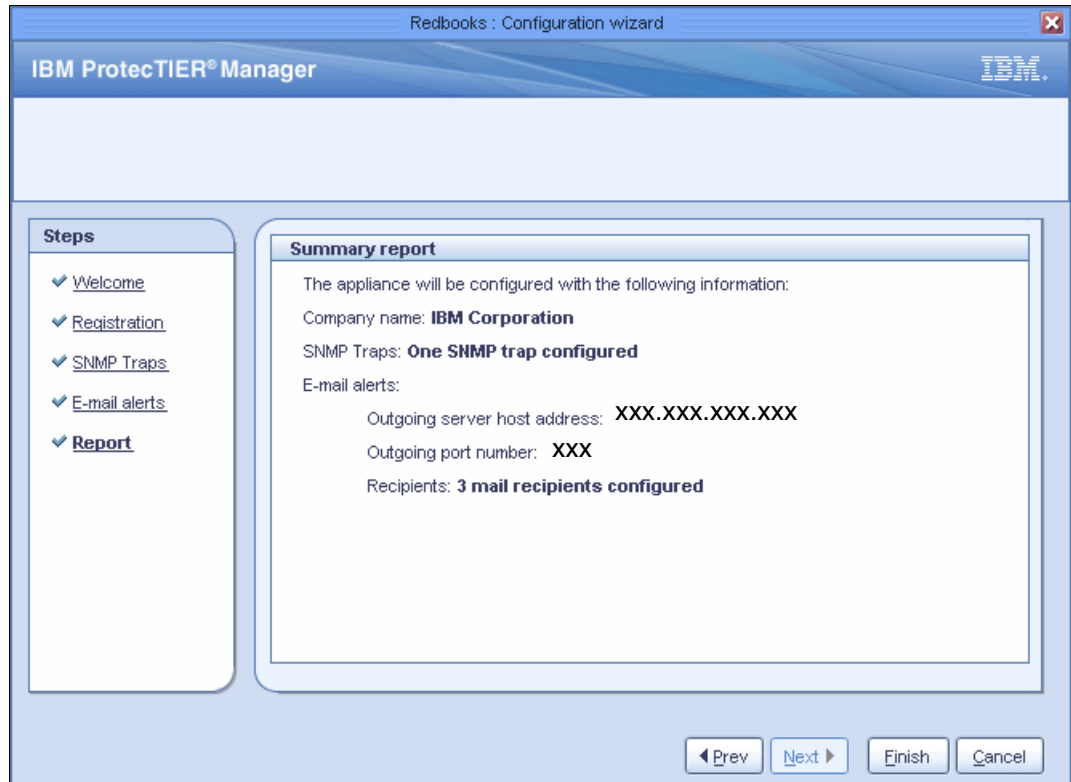 Redbooks : Configuration wizard
IBM ProtecTIER® Manager
IBM.
Steps
Welcome
Registration
SNMP Traps
E-mail alerts
Report
Summary report
The appliance will be configured with the following information:
Company name: IBM Corporation
SNMP Traps: One SNMP trap configured
E-mail alerts:
Outgoing server host address: XXX.XXX.XXX.XXX
Outgoing port number: XXX
Recipients: 3 mail recipients configured
Prev Next Finish Cancel